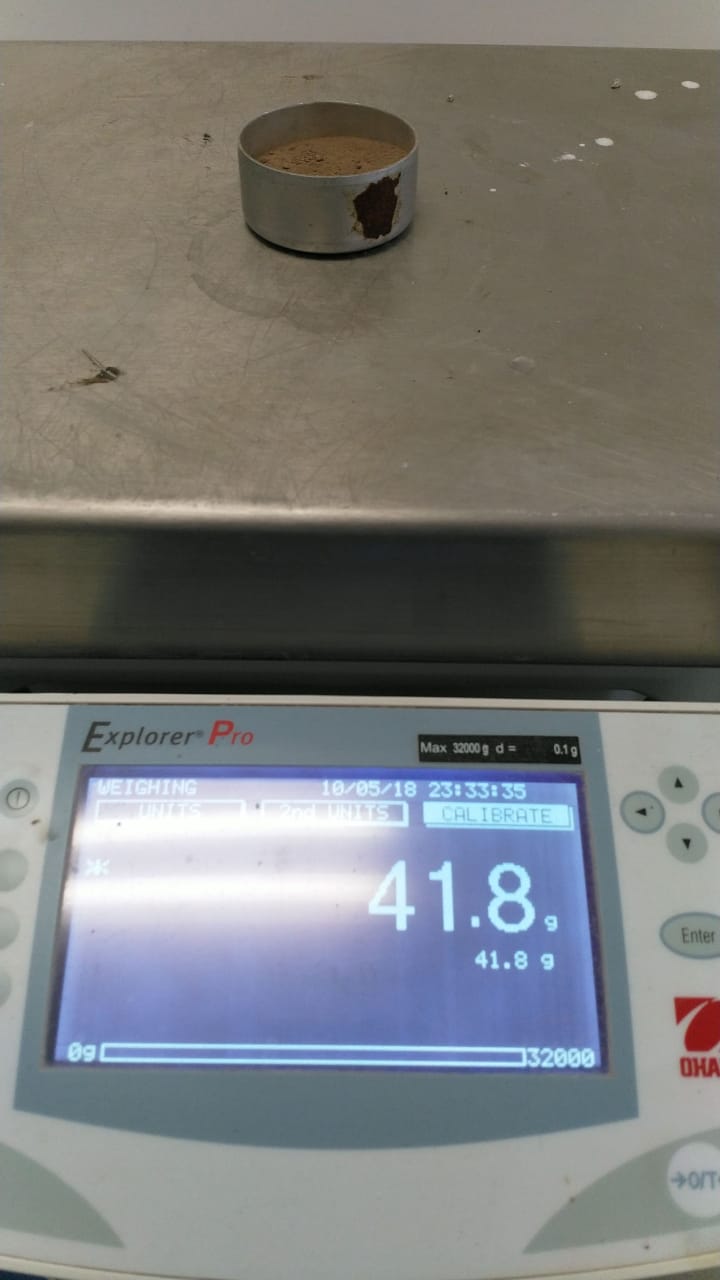 Explorer® Pro
Max 32000 g d = 0.1 g
WEIGHING 10/05/18 23:33:35
UNITS 2nd UNITS CALIBRATE
*
41.8 g
41.8 g
0g 32000
Enter
OHA
→O/T←